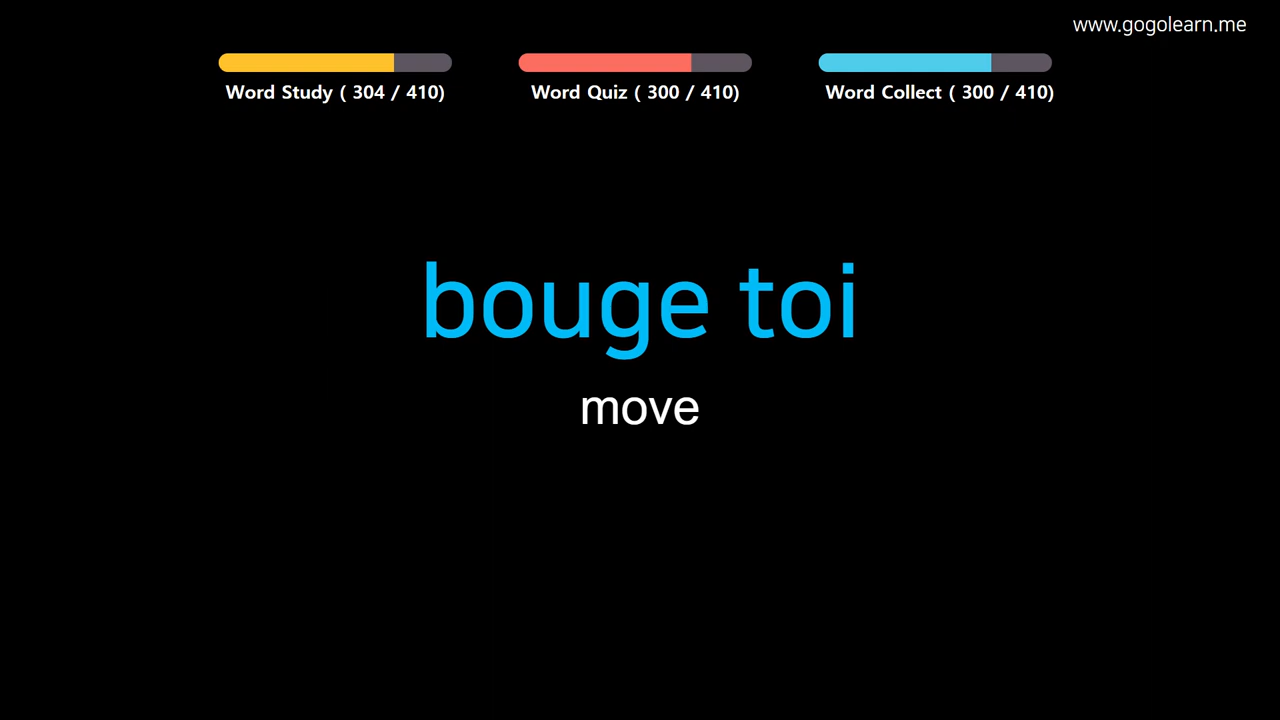 www.gogolearn.me
Word Study ( 304 / 410)
Word Quiz ( 300 / 410)
Word Collect ( 300 / 410)
bouge toi
move